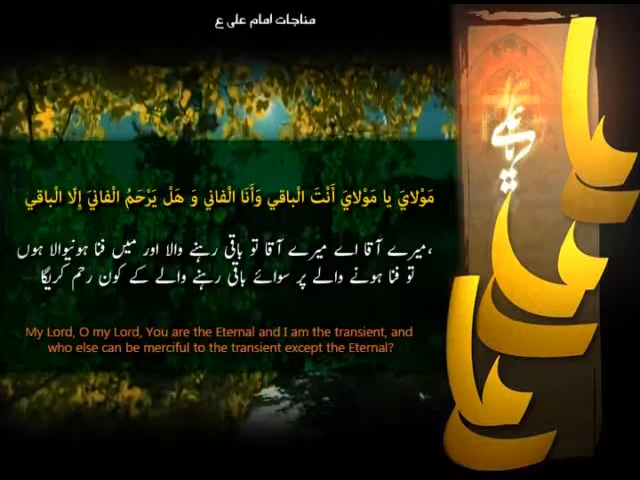 مناجات امام علی ع
مَوْلايَ يا مَوْلايَ أَنْتَ الْباقي وَأَنَا الْفاني وَ هَلْ يَرْحَمُ الْفانيَ إِلّا الْباقي
میرے آقا اے میرے آقا تو باقی رہنے والا اور میں فنا ہونیوالا ہوں،
تو فنا ہونے والے پر سوائے باقی رہنے والے کے کون رحم کریگا
My Lord, O my Lord, You are the Eternal and I am the transient, and
who else can be merciful to the transient except the Eternal?